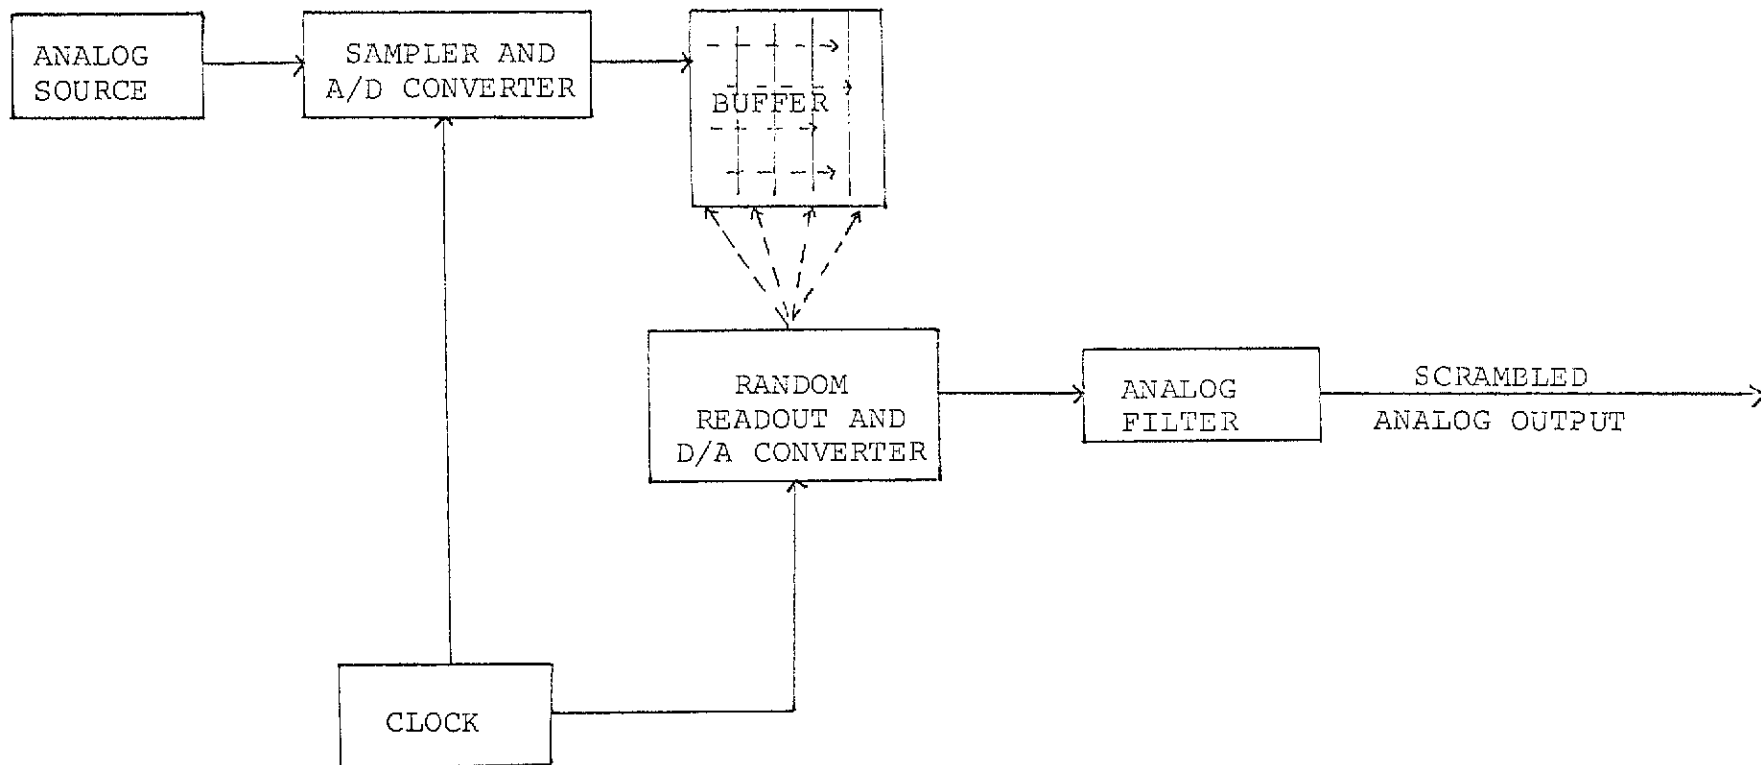 ANALOG
SOURCE
SAMPLER AND
A/D CONVERTER
BUFFER
RANDOM
READOUT AND
D/A CONVERTER
ANALOG
FILTER
SCRAMBLED
ANALOG OUTPUT
CLOCK